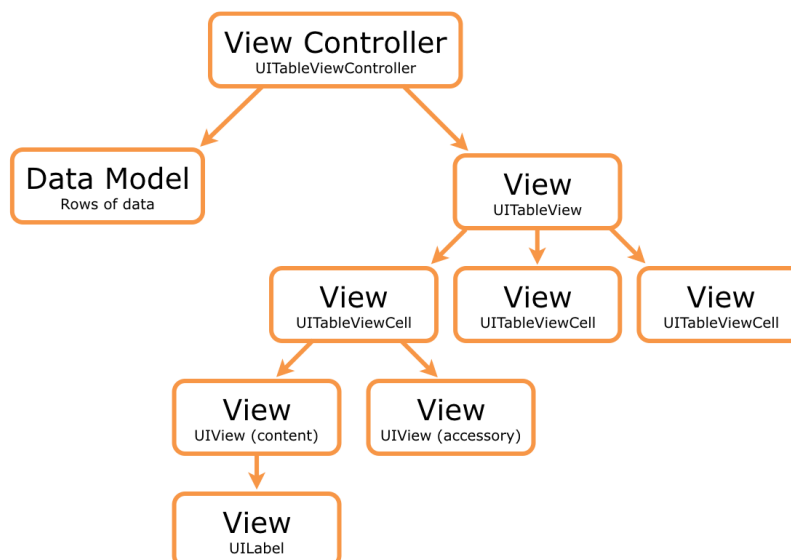 View Controller
UITableViewController
Data Model
Rows of data
View
UITableView
View
UITableViewCell
View
UITableViewCell
View
UITableViewCell
View
UIView (content)
View
UIView (accessory)
View
UILabel